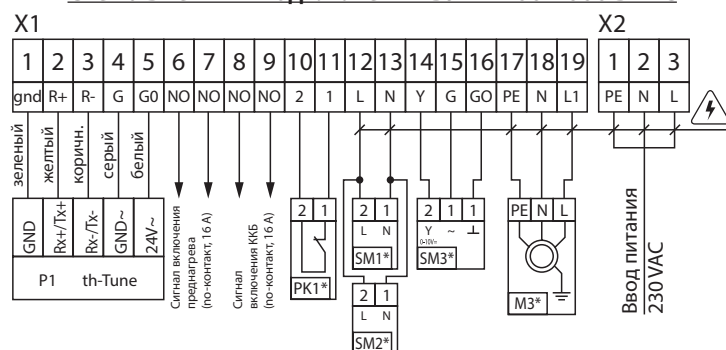 X1 X2
1 2 3 4 5 6 7 8 9 10 11 12 13 14 15 16 17 18 19 1 2 3
gnd R+ R- G G0 NO NO NO NO 2 1 L N Y G GO PE N L1 PE N L
зеленый
желтый
коричн.
серый
белый
GND
Rx+/Tx+
Rx-/Tx-
GND~
24V~
P1 th-Tune
Сигнал включения
преднагрева
(no-контакт, 16 А)
Сигнал
включения ККБ
(no-контакт, 16 А)
2 1
PK1*
2 1
L N
SM1*
2 1
L N
SM2*
2 1 1
Y ~ ⊥
0-10V=
SM3*
PE N L
M3*
Ввод питания
230 VAC